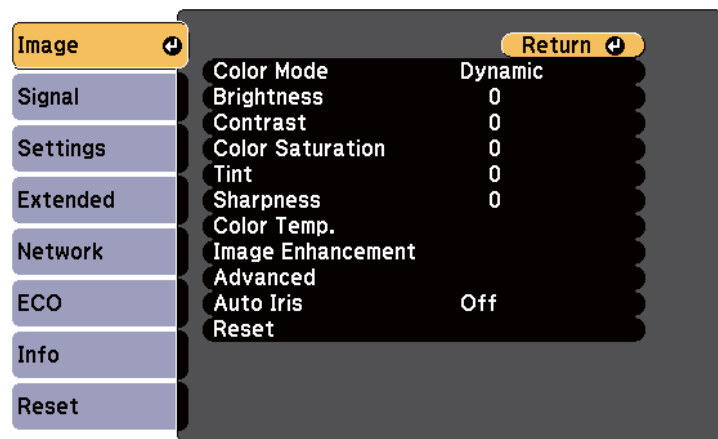 Image
Signal
Settings
Extended
Network
ECO
Info
Reset
Return
Color Mode Dynamic
Brightness 0
Contrast 0
Color Saturation 0
Tint 0
Sharpness 0
Color Temp.
Image Enhancement
Advanced
Auto Iris Off
Reset